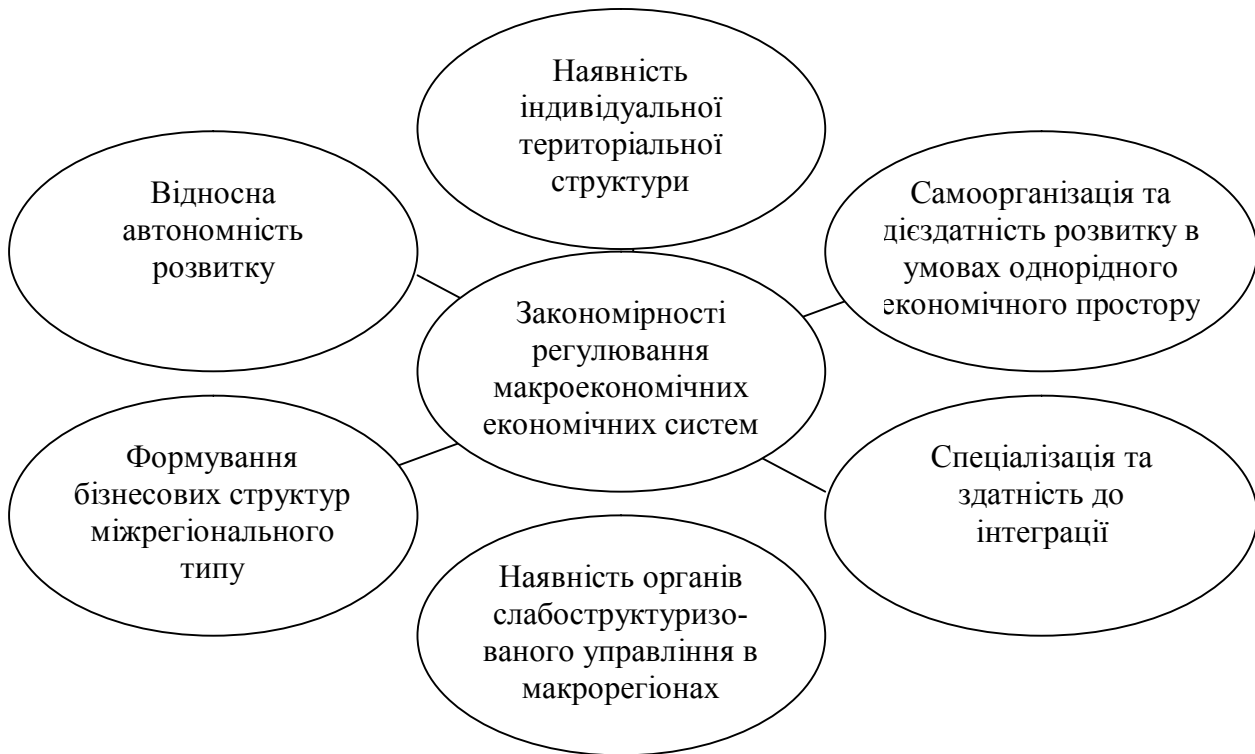 Наявність
індивідуальної
територіальної
структури
Відносна
автономність
розвитку
Самоорганізація та
дієздатність розвитку в
умовах однорідного
економічного простору
Закономірності
регулювання
макроекономічних
економічних систем
Формування
бізнесових структур
міжрегіонального
типу
Спеціалізація та
здатність до
інтеграції
Наявність органів
слабоструктуризо-
ваного управління в
макрорегіонах